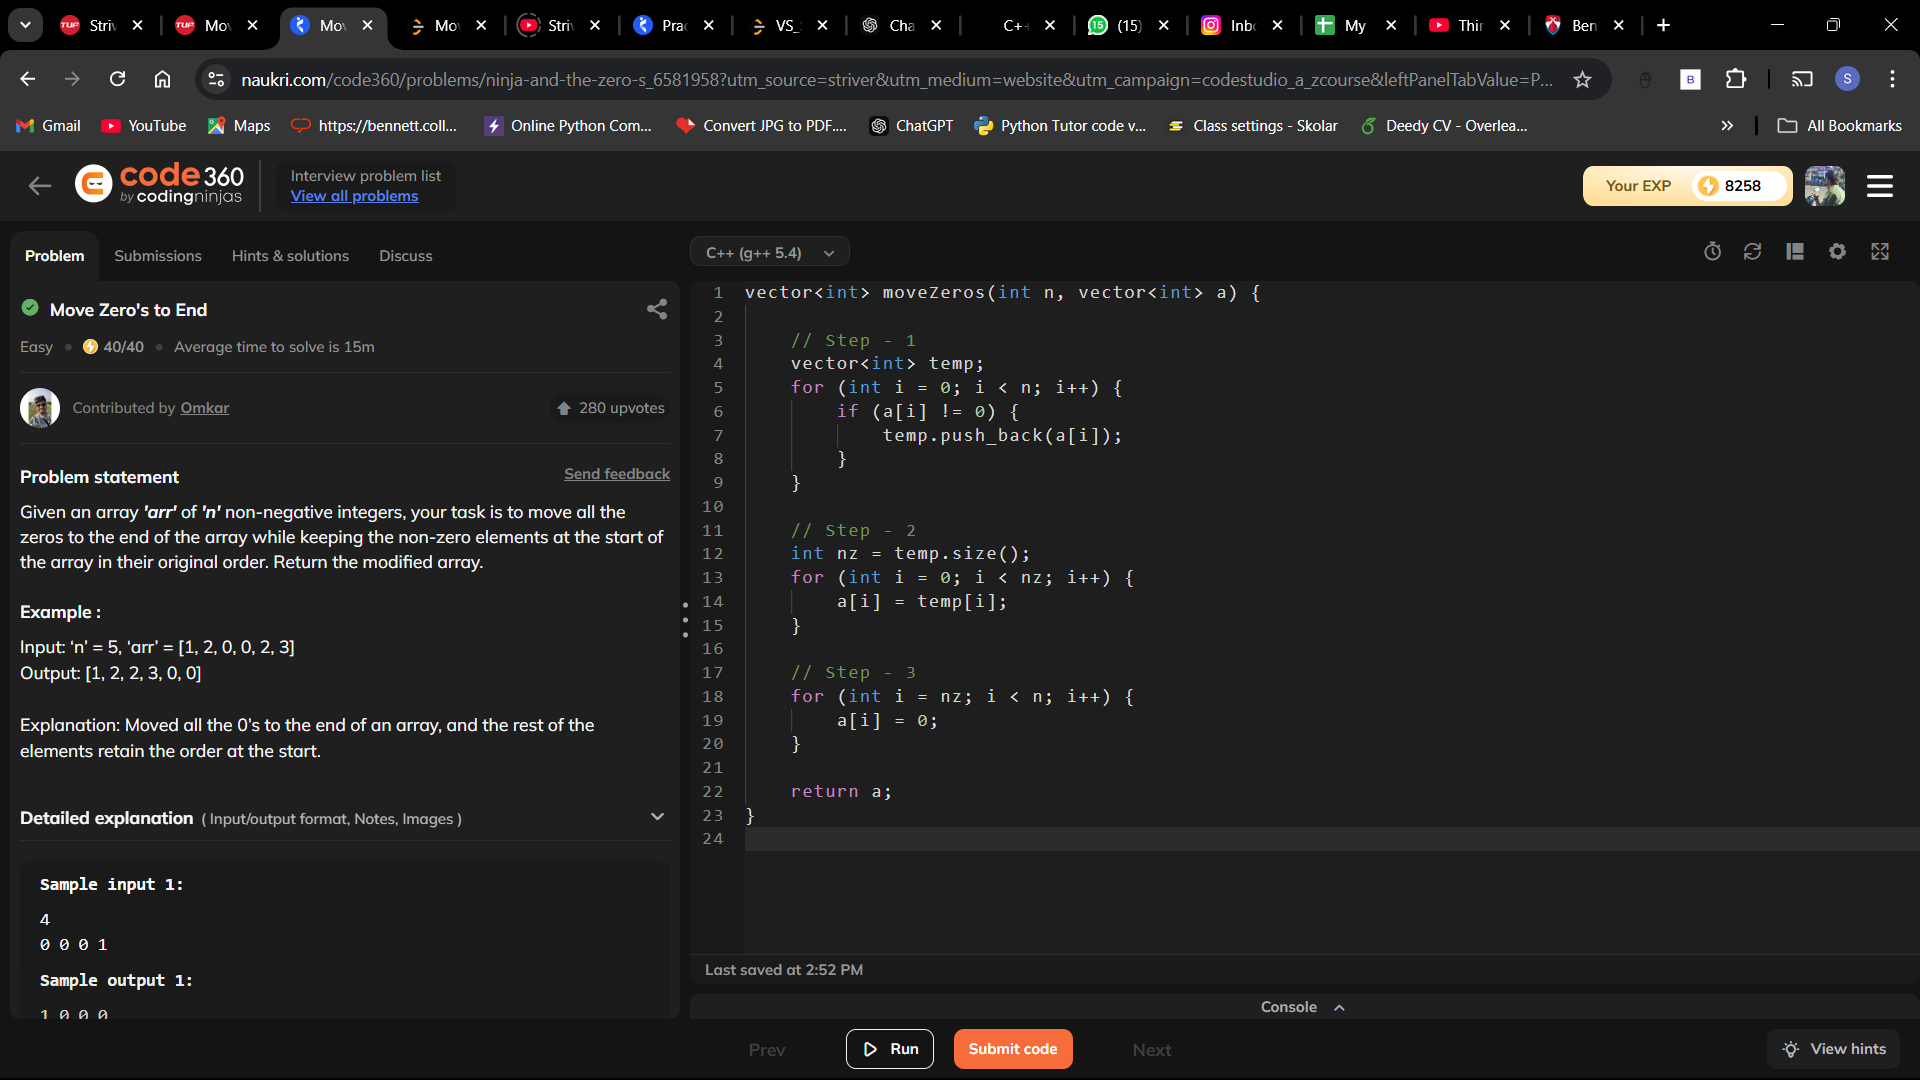 Striv
Mov
Mov
Mov
Striv
Prac
VS_
Cha
C++
(15)
Inbo
My
Thin
Ben
naukri.com/code360/problems/ninja-and-the-zero-s_6581958?utm_source=striver&utm_medium=website&utm_campaign=codestudio_a_zcourse&leftPanelTabValue=P...
B
S
Gmail
YouTube
Maps
https://bennett.coll...
Online Python Com...
Convert JPG to PDF....
ChatGPT
Python Tutor code v...
Class settings - Skolar
Deedy CV - Overlea...
All Bookmarks
code 360
by codingninjas
Interview problem list
View all problems
Your EXP 8258
Problem
Submissions
Hints & solutions
Discuss
C++ (g++ 5.4)
Move Zero's to End
Easy • 40/40 • Average time to solve is 15m
Contributed by Omkar
280 upvotes
Problem statement
Send feedback
Given an array 'arr' of 'n' non-negative integers, your task is to move all the
zeros to the end of the array while keeping the non-zero elements at the start of
the array in their original order. Return the modified array.
Example :
Input: ‘n’ = 5, ‘arr’ = [1, 2, 0, 0, 2, 3]
Output: [1, 2, 2, 3, 0, 0]
Explanation: Moved all the 0’s to the end of an array, and the rest of the
elements retain the order at the start.
Detailed explanation ( Input/output format, Notes, Images )
Sample input 1:
4
0 0 0 1
Sample output 1:
1 0 0 0
1 vector<int> moveZeros(int n, vector<int> a) {
2
3 // Step - 1
4 vector<int> temp;
5 for (int i = 0; i < n; i++) {
6 if (a[i] != 0) {
7 temp.push_back(a[i]);
8 }
9 }
10
11 // Step - 2
12 int nz = temp.size();
13 for (int i = 0; i < nz; i++) {
14 a[i] = temp[i];
15 }
16
17 // Step - 3
18 for (int i = nz; i < n; i++) {
19 a[i] = 0;
20 }
21
22 return a;
23 }
24
Last saved at 2:52 PM
Console
Prev
Run
Submit code
Next
View hints